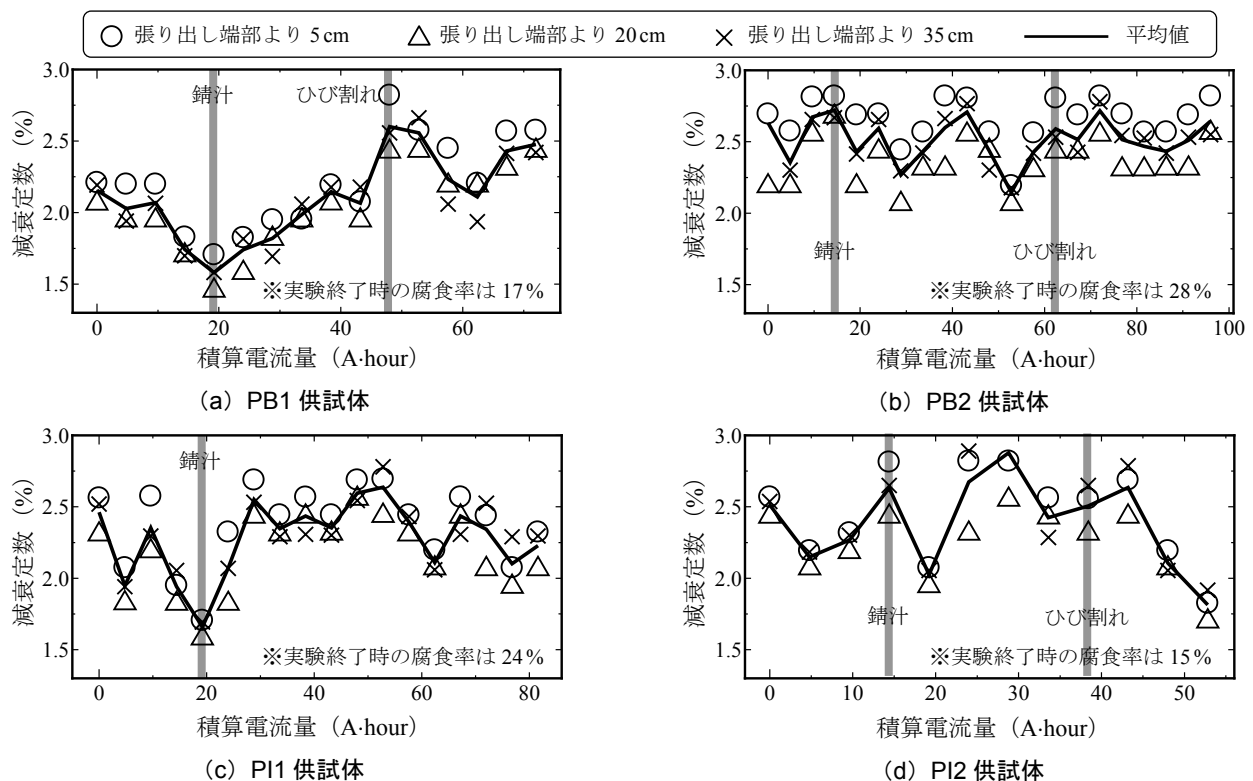 張り出し端部より 5cm 張り出し端部より 20cm 張り出し端部より 35cm 平均値
3.0
2.5
2.0
1.5
減衰定数 (%)
錆汁
ひび割れ
※実験終了時の腐食率は 17%
0 20 40 60
積算電流量（A·hour）
(a) PB1 供試体
3.0
2.5
2.0
1.5
減衰定数 (%)
錆汁
ひび割れ
※実験終了時の腐食率は 28%
0 20 40 60 80 100
積算電流量（A·hour）
(b) PB2 供試体
3.0
2.5
2.0
1.5
減衰定数 (%)
錆汁
※実験終了時の腐食率は 24%
0 20 40 60 80
積算電流量（A·hour）
(c) PI1 供試体
3.0
2.5
2.0
1.5
減衰定数 (%)
錆汁
ひび割れ
※実験終了時の腐食率は 15%
0 10 20 30 40 50
積算電流量（A·hour）
(d) PI2 供試体